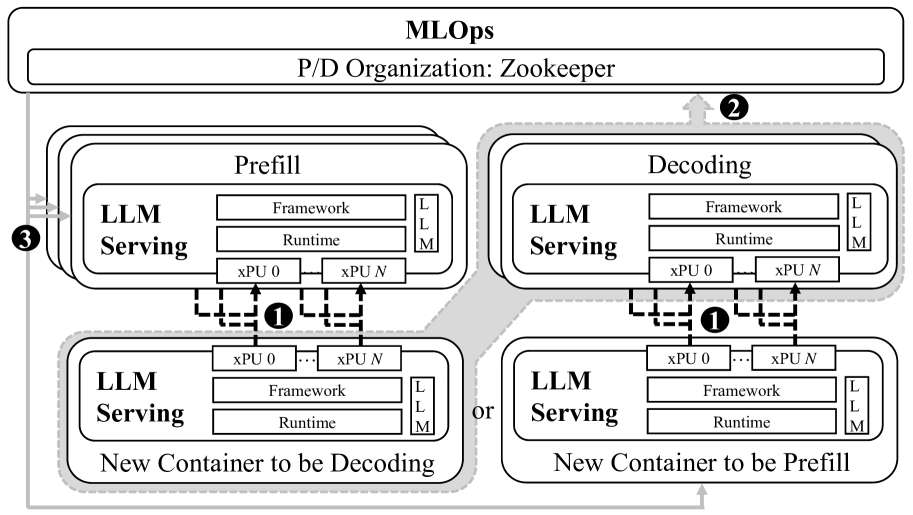 MLOps
P/D Organization: Zookeeper
2
Prefill
LLM
Serving
Framework
Runtime
L
L
M
xPU 0
...
xPU N
Decoding
LLM
Serving
Framework
Runtime
L
L
M
xPU 0
...
xPU N
3
1
1
xPU 0
...
xPU N
LLM
Serving
Framework
Runtime
L
L
M
New Container to be Decoding
or
xPU 0
...
xPU N
LLM
Serving
Framework
Runtime
L
L
M
New Container to be Prefill